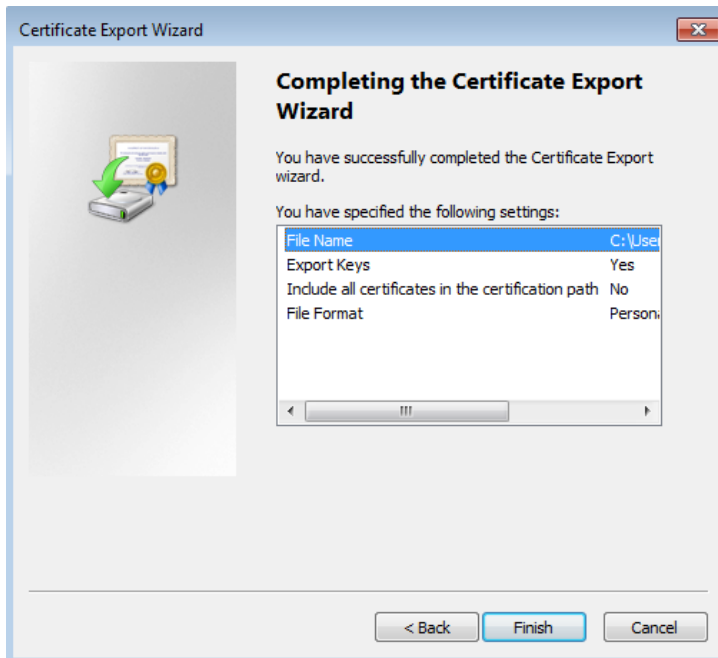 Certificate Export Wizard
Completing the Certificate Export
Wizard
You have successfully completed the Certificate Export
wizard.
You have specified the following settings:
File Name C:\User
Export Keys Yes
Include all certificates in the certification path No
File Format Persona
< Back Finish Cancel